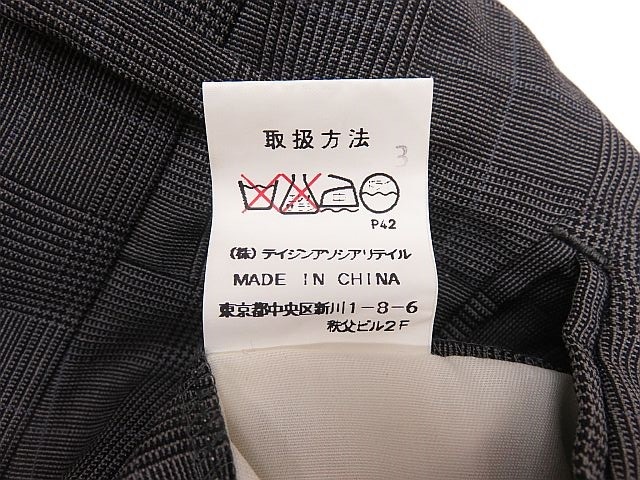 取扱方法
3
中
P42
(株)テイジンアソシアリテイル
MADE IN CHINA
東京都中央区新川1-8-6
秩父ビル2F